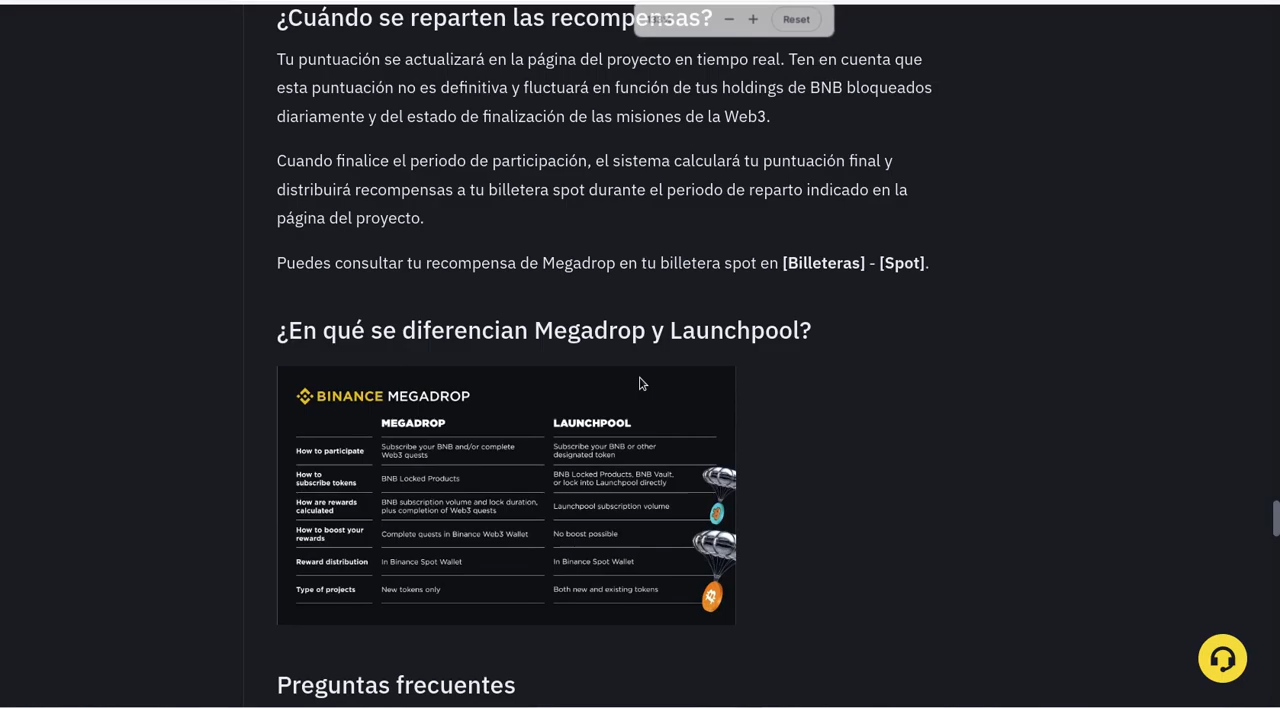 ¿Cuándo se reparten las recompensas?
Reset
Tu puntuación se actualizará en la página del proyecto en tiempo real. Ten en cuenta que
esta puntuación no es definitiva y fluctuará en función de tus holdings de BNB bloqueados
diariamente y del estado de finalización de las misiones de la Web3.
Cuando finalice el periodo de participación, el sistema calculará tu puntuación final y
distribuirá recompensas a tu billetera spot durante el periodo de reparto indicado en la
página del proyecto.
Puedes consultar tu recompensa de Megadrop en tu billetera spot en [Billeteras] - [Spot].
¿En qué se diferencian Megadrop y Launchpool?
BINANCE MEGADROP
MEGADROP LAUNCHPOOL
How to participate
Subscribe your BNB and/or complete
Web3 quests
Subscribe your BNB or other
designated token
How to
subscribe tokens
BNB Locked Products
BNB Locked Products, BNB Vault,
or lock into Launchpool directly
How are rewards
calculated
BNB subscription volume and lock duration,
plus completion of Web3 quests
Launchpool subscription volume
How to boost your
rewards
Complete quests in Binance Web3 Wallet
No boost possible
Reward distribution
In Binance Spot Wallet
In Binance Spot Wallet
Type of projects
New tokens only
Both new and existing tokens
Preguntas frecuentes